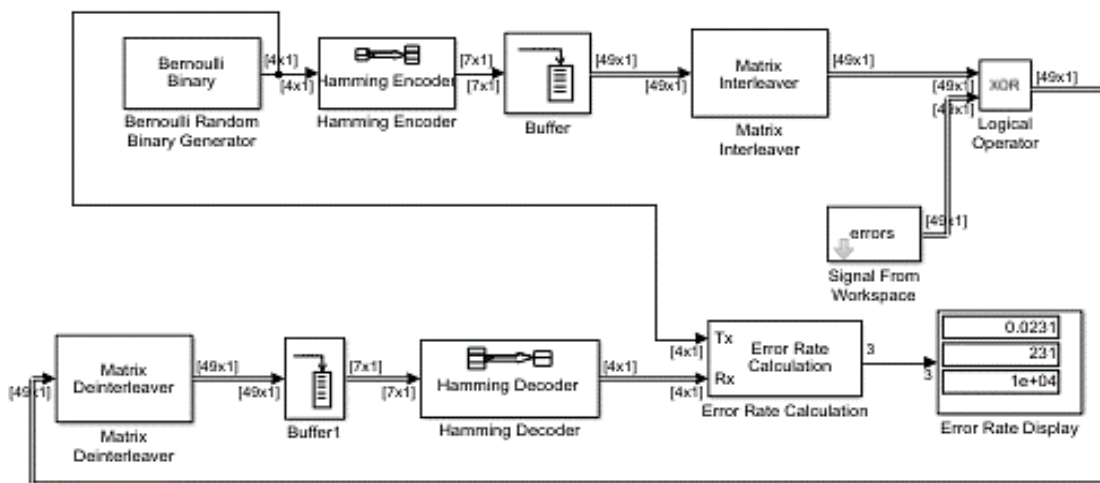 Bernoulli
Binary
Bernoulli Random
Binary Generator
[4x1]
[4x1]
Hamming Encoder
Hamming Encoder
[7x1]
[7x1]
Buffer
[49x1]
[49x1]
Matrix
Interleaver
Matrix
Interleaver
[49x1]
[49x1]
[49x1]
XOR
Logical
Operator
[49x1]
errors
Signal From
Workspace
[49x1]
[49x1]
Matrix
Deinterleaver
Matrix
Deinterleaver
[49x1]
[49x1]
Buffer1
[7x1]
[7x1]
Hamming Decoder
Hamming Decoder
[4x1]
[4x1]
[4x1]
Tx
Rx
Error Rate
Calculation
Error Rate Calculation
3
3
0.0231
231
1e+04
Error Rate Display